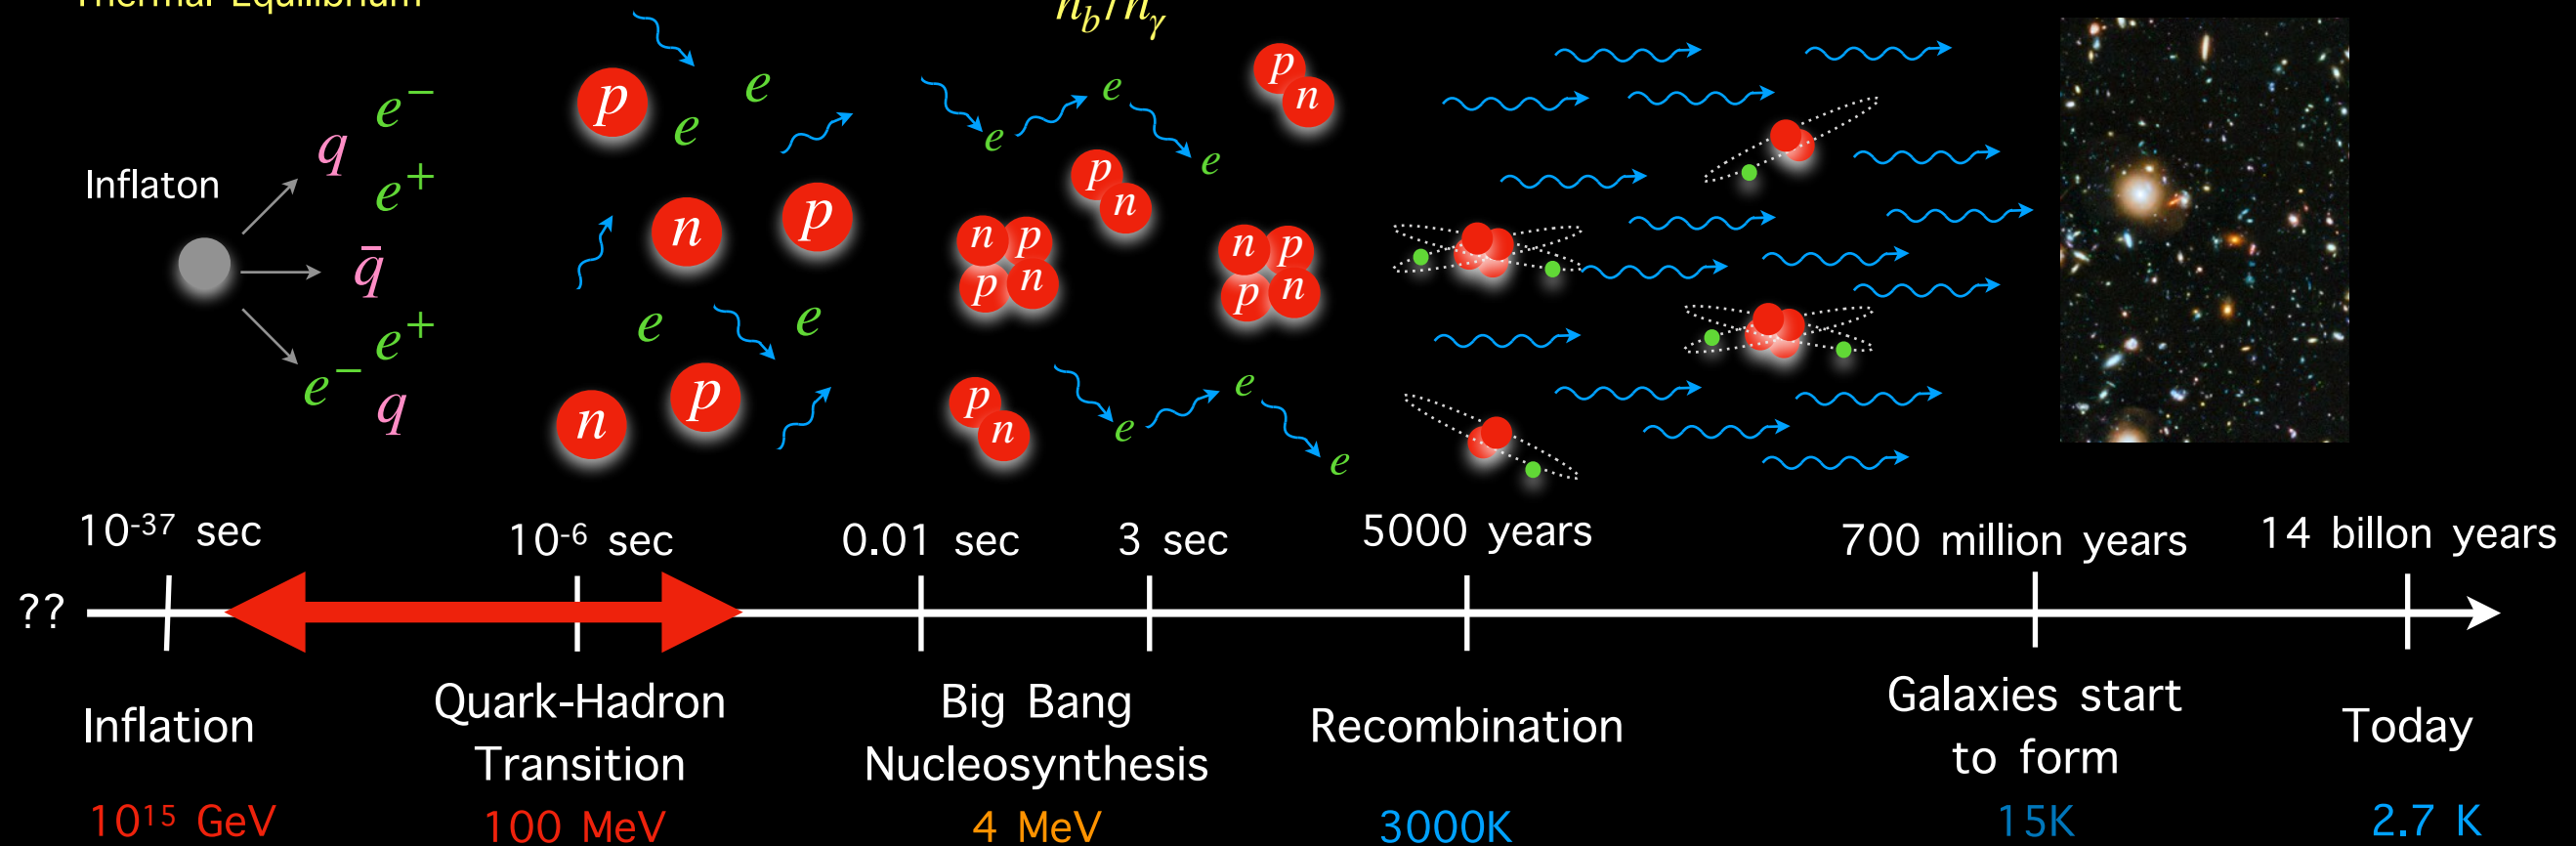 Thermal Equilibrium
n_b/n_γ
Inflaton
q
e⁻
e⁺
q̄
e⁺
e⁻
q
p
e
e
n
p
e
e
n
p
e
e
e
p
n
p
n
n p
p n
n p
p n
p
n
e
e
e
10⁻³⁷ sec
10⁻⁶ sec
0.01 sec
3 sec
5000 years
700 million years
14 billon years
??
Inflation
Quark-Hadron
Transition
Big Bang
Nucleosynthesis
Recombination
Galaxies start
to form
Today
10¹⁵ GeV
100 MeV
4 MeV
3000K
15K
2.7 K